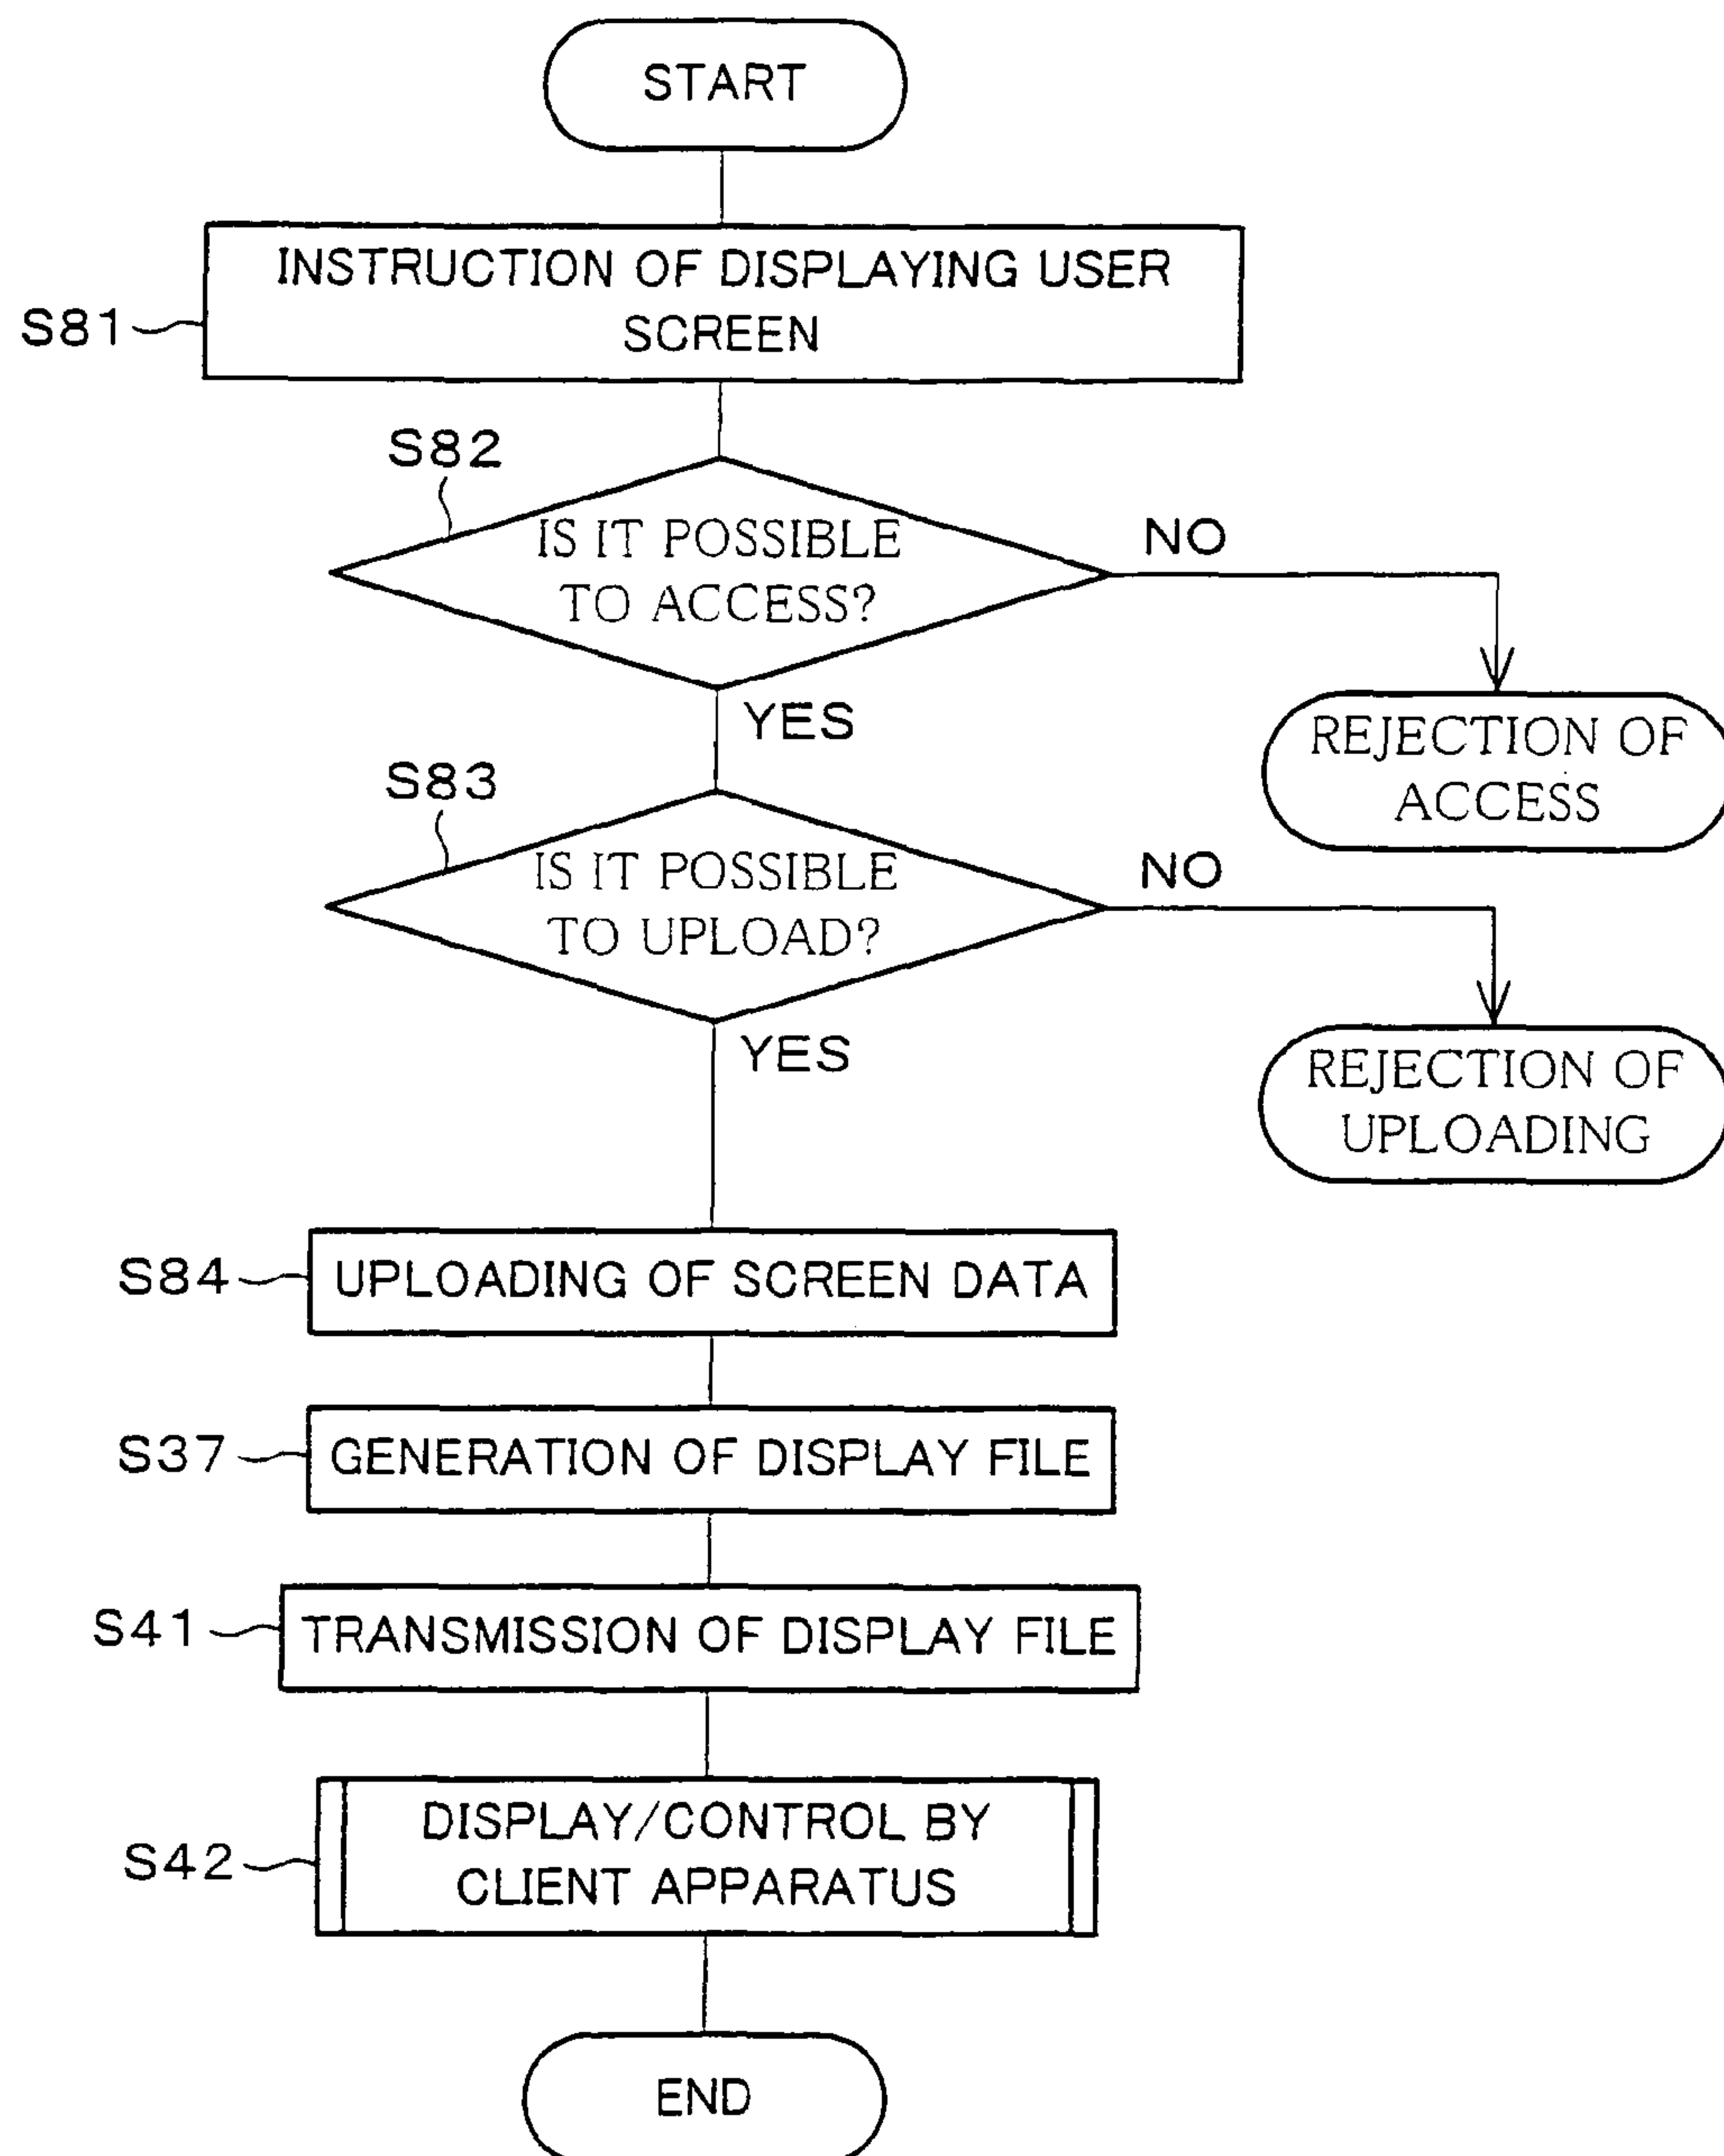 START
S81
INSTRUCTION OF DISPLAYING USER
SCREEN
S82
IS IT POSSIBLE
TO ACCESS?
NO
YES
REJECTION OF
ACCESS
S83
IS IT POSSIBLE
TO UPLOAD?
NO
YES
REJECTION OF
UPLOADING
S84
UPLOADING OF SCREEN DATA
S37
GENERATION OF DISPLAY FILE
S41
TRANSMISSION OF DISPLAY FILE
S42
DISPLAY/CONTROL BY
CLIENT APPARATUS
END